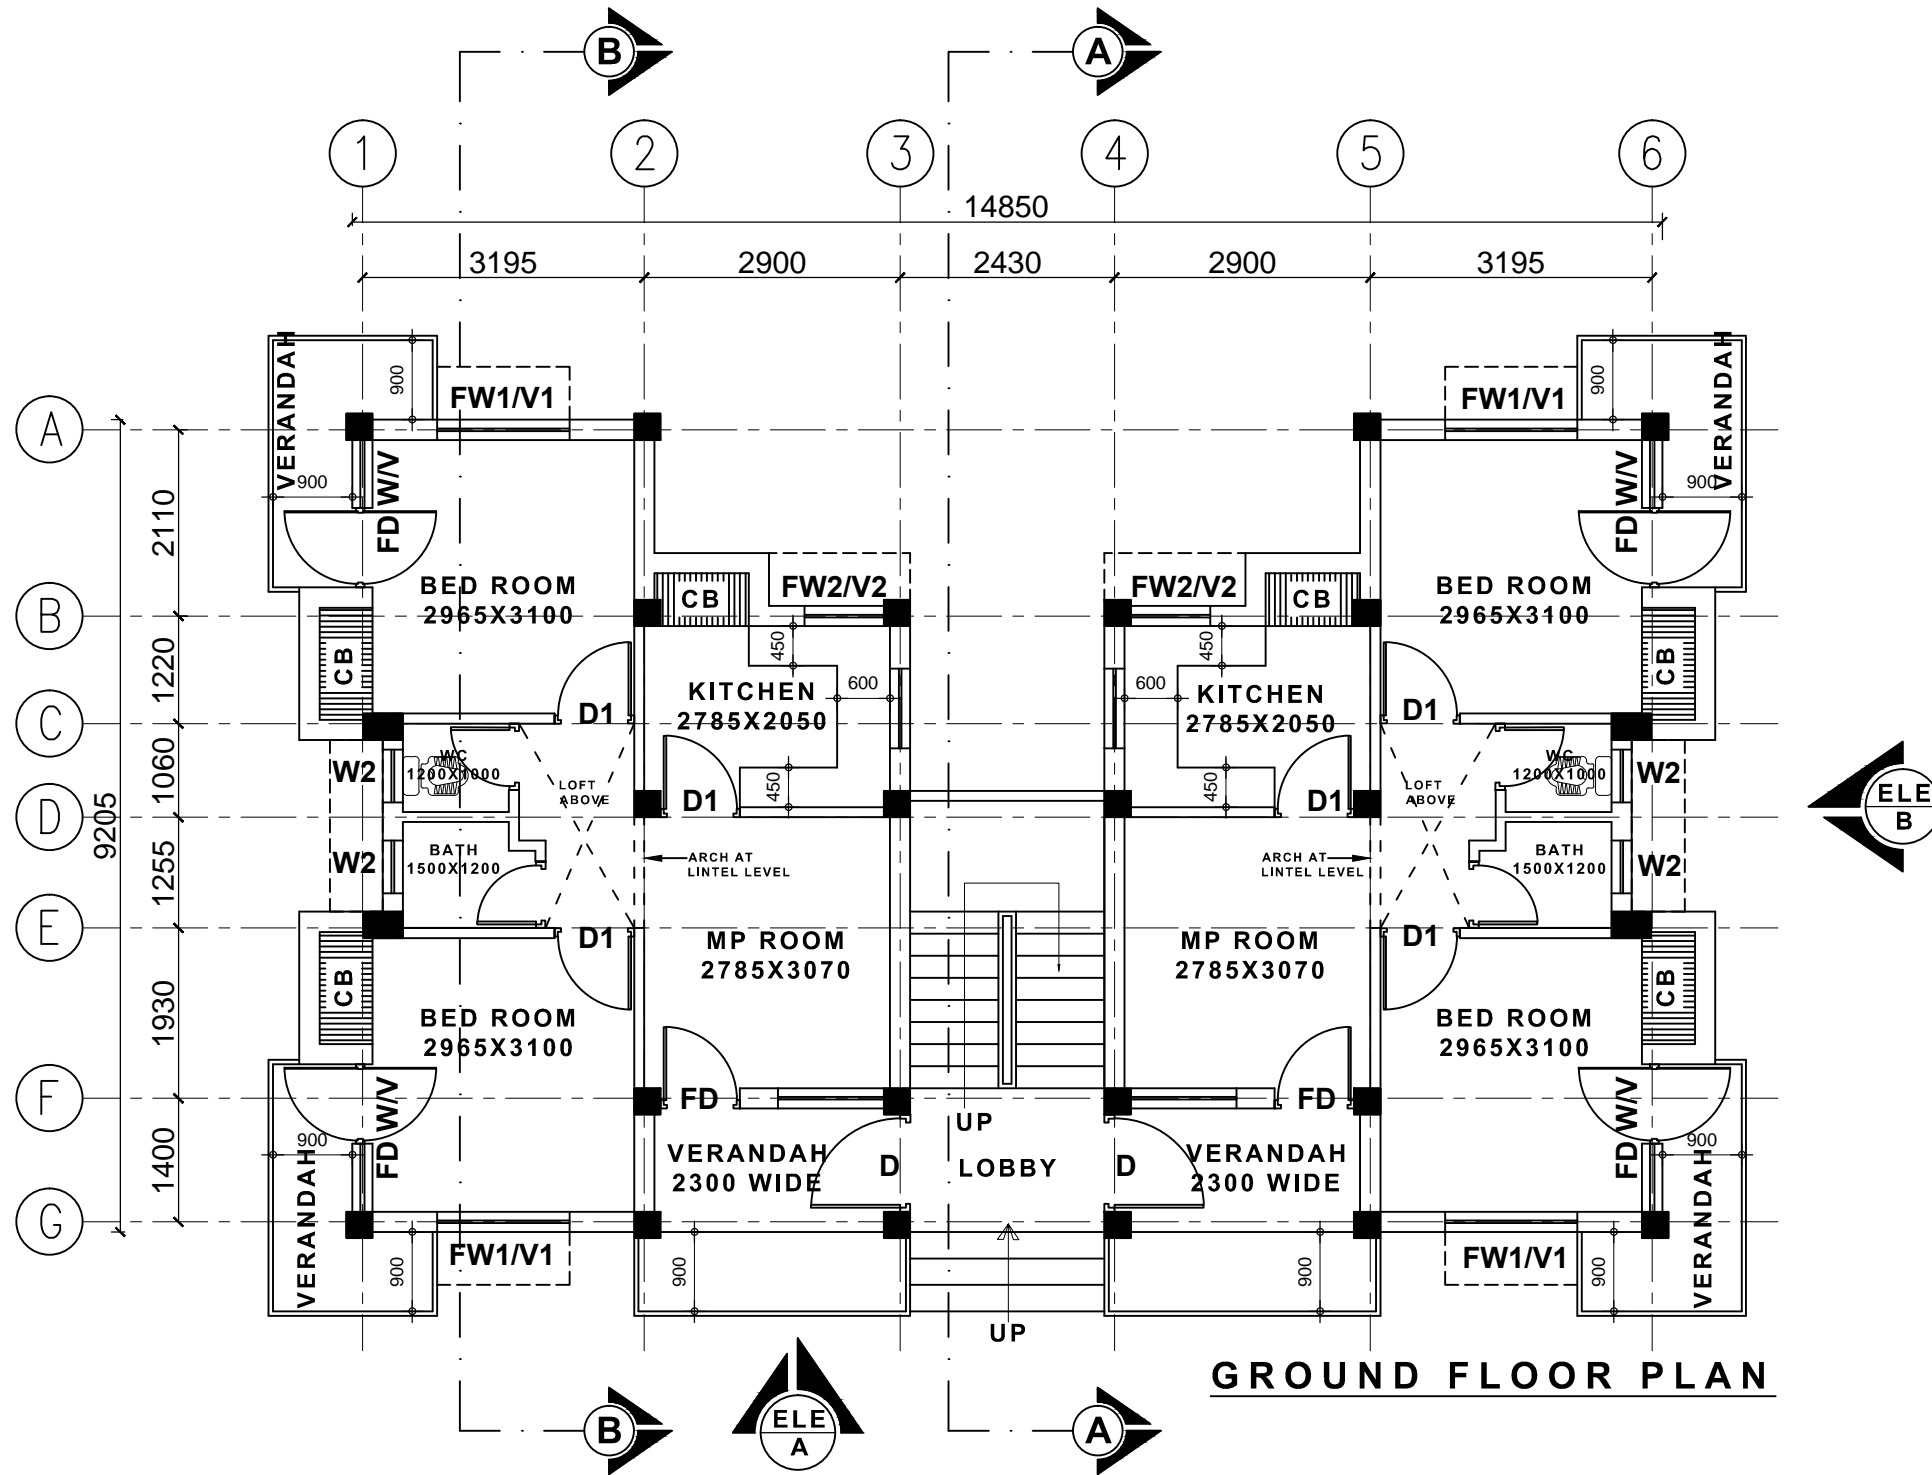 B
A
1
2
3
4
5
6
14850
3195
2900
2430
2900
3195
VERANDAH
900
FW1/V1
FW1/V1
900
VERANDAH
A
900
FD W/V
FD W/V
900
2110
BED ROOM
2965X3100
CB
FW2/V2
FW2/V2
CB
BED ROOM
2965X3100
B
1220
CB
450
450
CB
KITCHEN
2785X2050
600
600
KITCHEN
2785X2050
C
D1
D1
1060
W2
WC
1200X1000
LOFT
ABOVE
D1
450
450
D1
LOFT
ABOVE
WC
1200X1000
W2
ELE
B
D
9205
1255
W2
BATH
1500X1200
ARCH AT
LINTEL LEVEL
ARCH AT
LINTEL LEVEL
BATH
1500X1200
W2
E
D1
MP ROOM
2785X3070
MP ROOM
2785X3070
D1
1930
CB
BED ROOM
2965X3100
BED ROOM
2965X3100
CB
F
FD W/V
FD
UP
FD
FD W/V
1400
900
VERANDAH
2300 WIDE
D
LOBBY
D
VERANDAH
2300 WIDE
900
G
VERANDAH
900
FW1/V1
900
900
FW1/V1
900
VERANDAH
UP
GROUND FLOOR PLAN
B
ELE
A
A